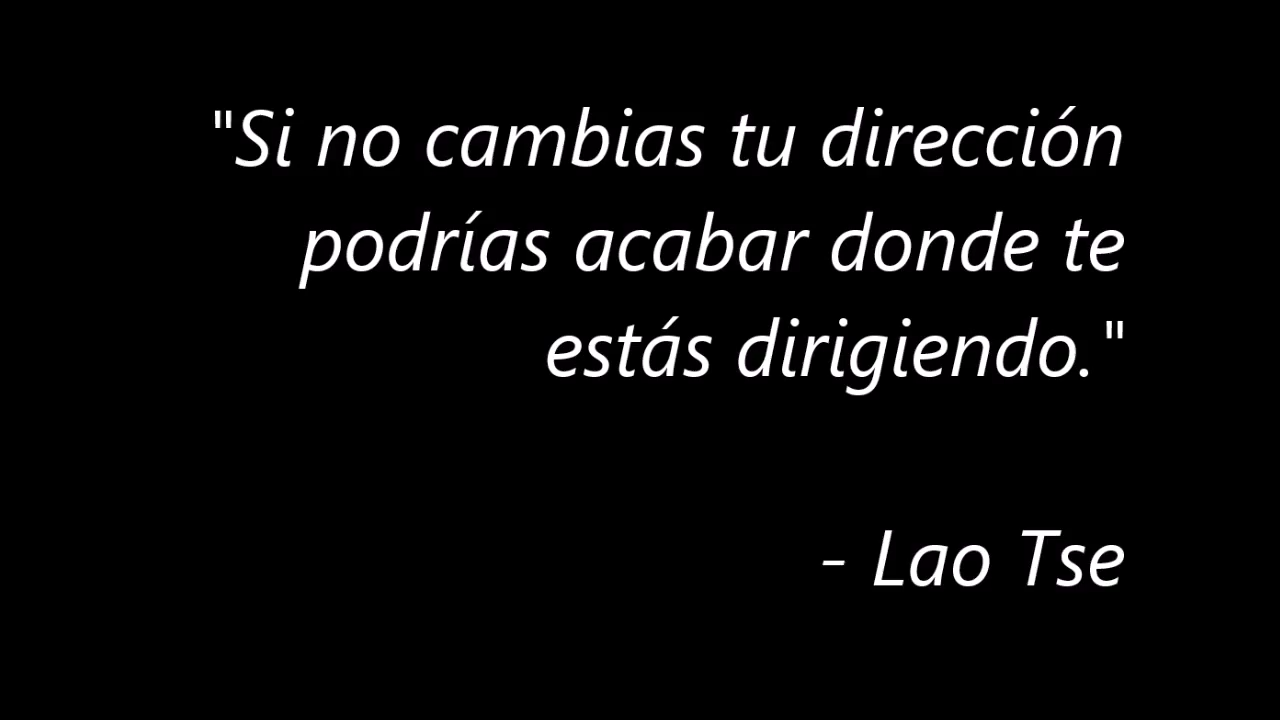 "Si no cambias tu dirección
podrías acabar donde te
estás dirigiendo."
- Lao Tse